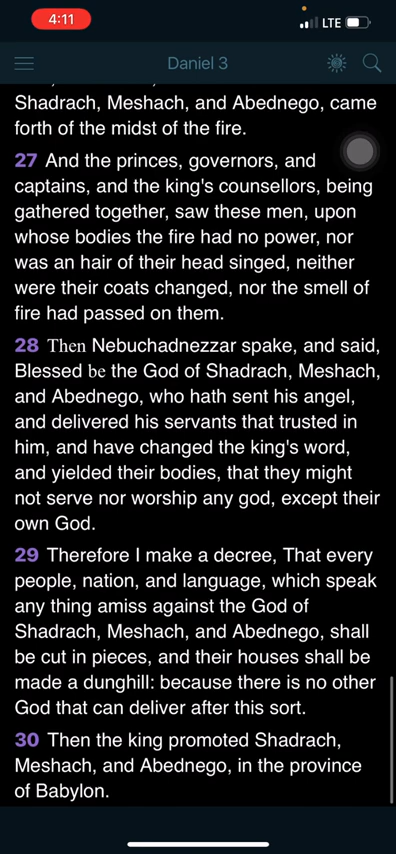 4:11
LTE
Daniel 3
Shadrach, Meshach, and Abednego, came
forth of the midst of the fire.
27 And the princes, governors, and
captains, and the king's counsellors, being
gathered together, saw these men, upon
whose bodies the fire had no power, nor
was an hair of their head singed, neither
were their coats changed, nor the smell of
fire had passed on them.
28 Then Nebuchadnezzar spake, and said,
Blessed be the God of Shadrach, Meshach,
and Abednego, who hath sent his angel,
and delivered his servants that trusted in
him, and have changed the king's word,
and yielded their bodies, that they might
not serve nor worship any god, except their
own God.
29 Therefore I make a decree, That every
people, nation, and language, which speak
any thing amiss against the God of
Shadrach, Meshach, and Abednego, shall
be cut in pieces, and their houses shall be
made a dunghill: because there is no other
God that can deliver after this sort.
30 Then the king promoted Shadrach,
Meshach, and Abednego, in the province
of Babylon.